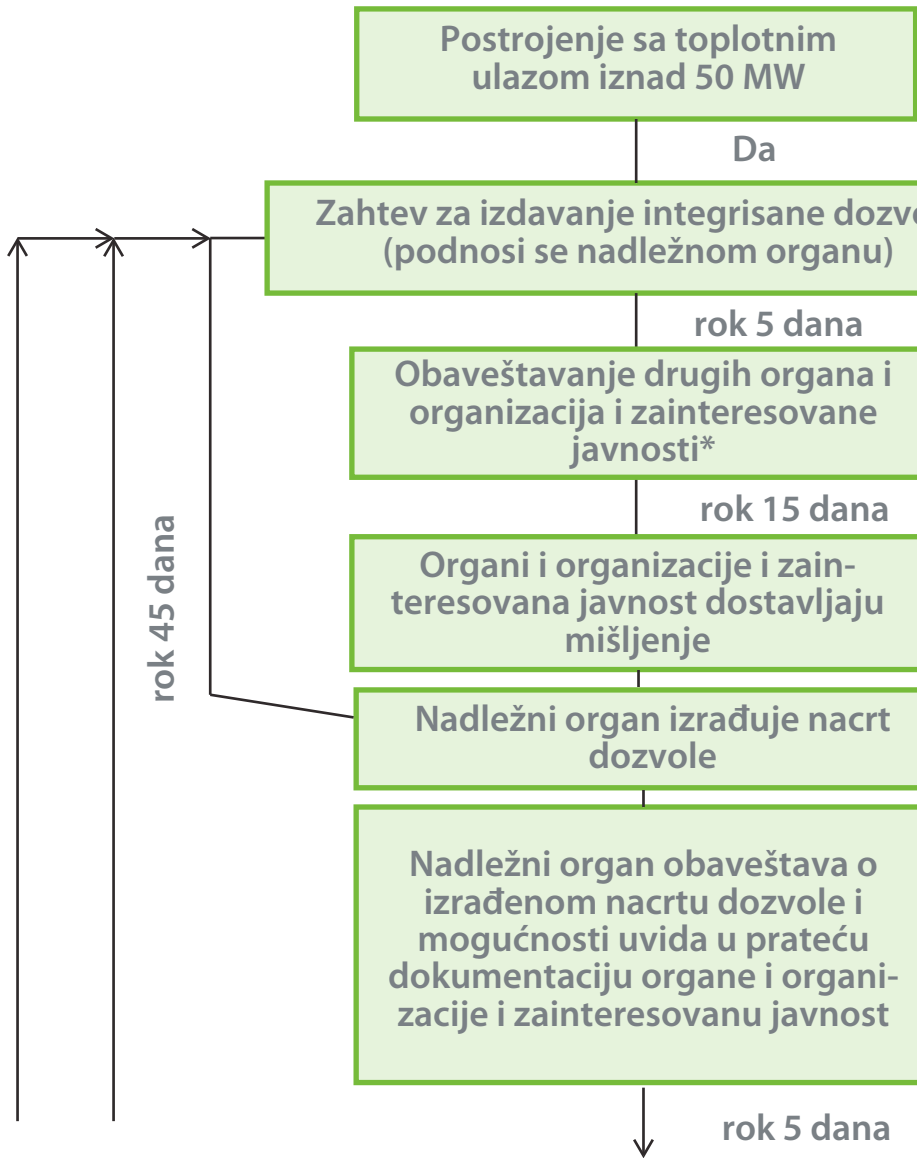 Postrojenje sa toplotnim
ulazom iznad 50 MW
Da
Zahtev za izdavanje integrisane
(podnosi se nadležnom organu)
rok 5 dana
Obaveštavanje drugih organa i
organizacija i zainteresovane
javnosti*
rok 15 dana
Organi i organizacije i zain-
teresovana javnost dostavljaju
mišljenje
rok 45 dana
Nadležni organ izrađuje nacrt
dozvole
Nadležni organ obaveštava o
izrađenom nacrtu dozvole i
mogućnosti uvida u prateću
dokumentaciju organe i organi-
zacije i zainteresovanu javnost
rok 5 dana